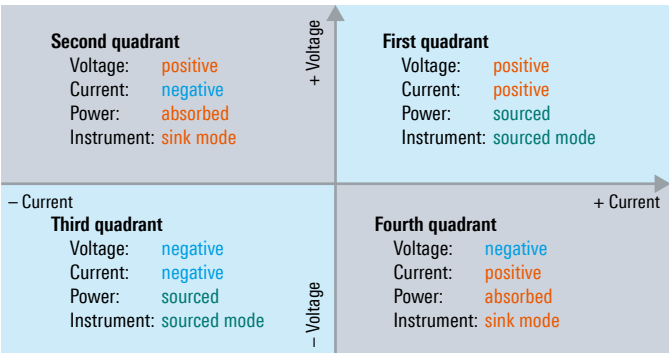 Second quadrant
Voltage: positive
Current: negative
Power: absorbed
Instrument: sink mode
+ Voltage
First quadrant
Voltage: positive
Current: positive
Power: sourced
Instrument: sourced mode
– Current
+ Current
Third quadrant
Voltage: negative
Current: negative
Power: sourced
Instrument: sourced mode
– Voltage
Fourth quadrant
Voltage: negative
Current: positive
Power: absorbed
Instrument: sink mode